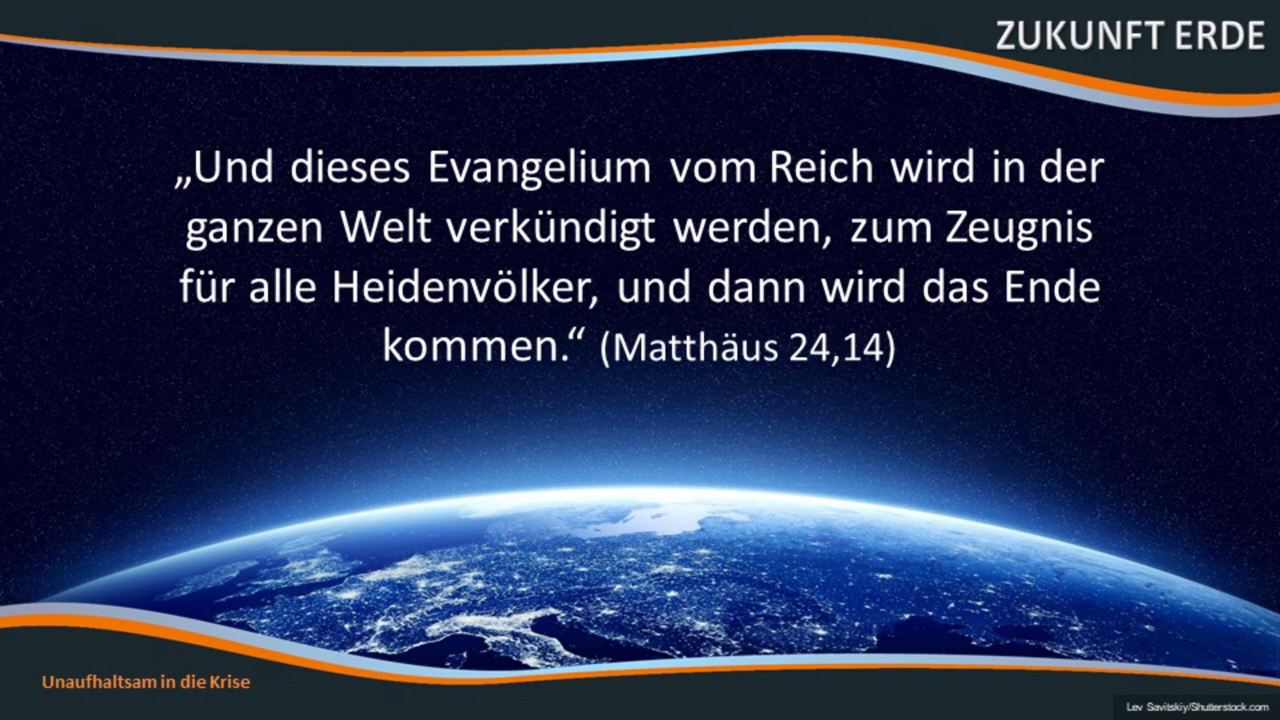 ZUKUNFT ERDE
„Und dieses Evangelium vom Reich wird in der
ganzen Welt verkündigt werden, zum Zeugnis
für alle Heidenvölker, und dann wird das Ende
kommen.“ (Matthäus 24,14)
Unaufhaltsam in die Krise
Lev Savitskiy/Shutterstock.com